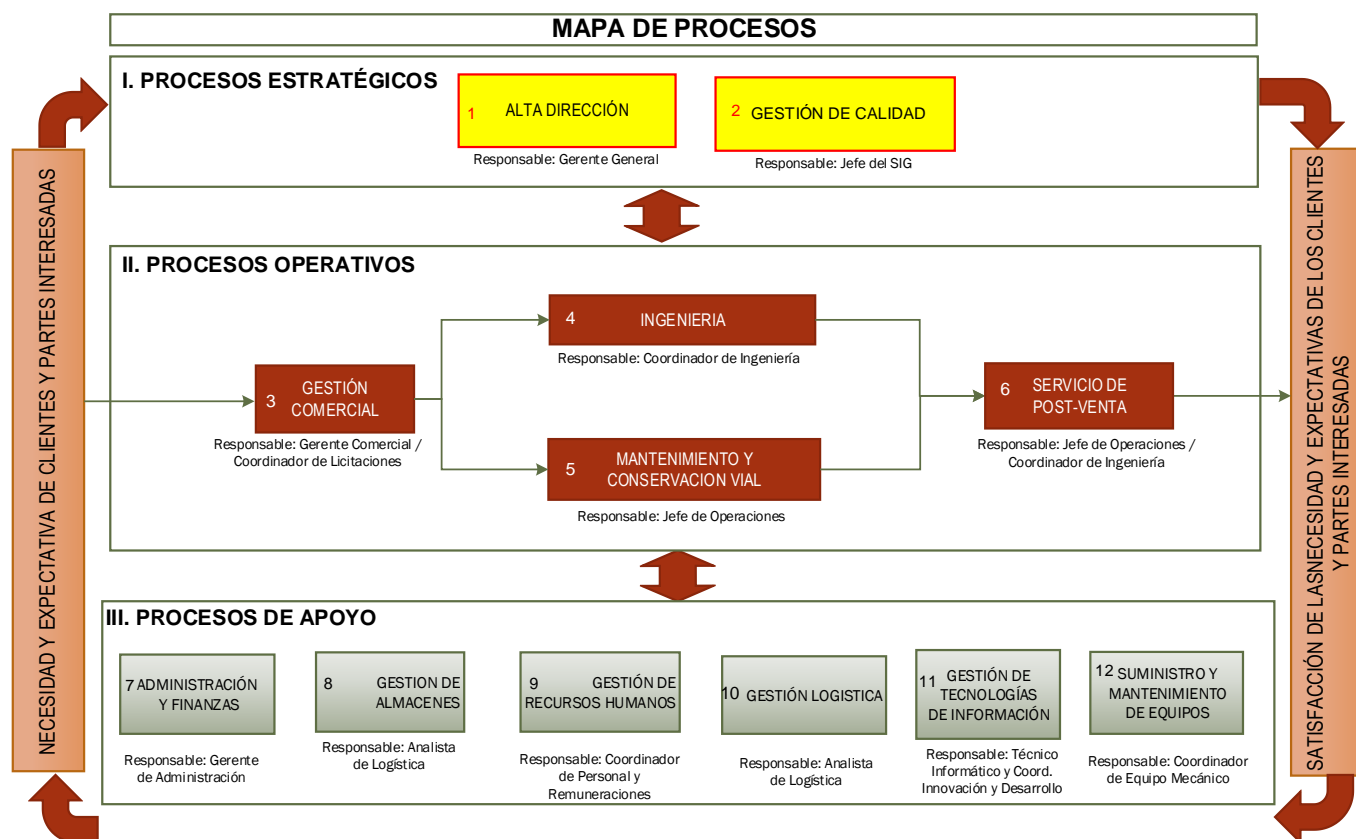 MAPA DE PROCESOS
I. PROCESOS ESTRATÉGICOS
1 ALTA DIRECCIÓN
Responsable: Gerente General
2 GESTIÓN DE CALIDAD
Responsable: Jefe del SIG
NECESIDAD Y EXPECTATIVA DE CLIENTES Y PARTES INTERESADAS
II. PROCESOS OPERATIVOS
3 GESTIÓN
COMERCIAL
Responsable: Gerente Comercial /
Coordinador de Licitaciones
4 INGENIERIA
Responsable: Coordinador de Ingeniería
5 MANTENIMIENTO Y
CONSERVACION VIAL
Responsable: Jefe de Operaciones
6 SERVICIO DE
POST-VENTA
Responsable: Jefe de Operaciones /
Coordinador de Ingeniería
SATISFACCIÓN DE LASNECESIDAD Y EXPECTATIVAS DE LOS CLIENTES
Y PARTES INTERESADAS
III. PROCESOS DE APOYO
7 ADMINISTRACIÓN
Y FINANZAS
Responsable: Gerente
de Administración
8 GESTION DE
ALMACENES
Responsable: Analista
de Logística
9 GESTIÓN DE
RECURSOS HUMANOS
Responsable: Coordinador
de Personal y
Remuneraciones
10 GESTIÓN LOGISTICA
Responsable: Analista
de Logística
11 GESTIÓN DE
TECNOLOGÍAS
DE INFORMACIÓN
Responsable: Técnico
Informático y Coord.
Innovación y Desarrollo
12 SUMINISTRO Y
MANTENIMIENTO
DE EQUIPOS
Responsable: Coordinador
de Equipo Mecánico